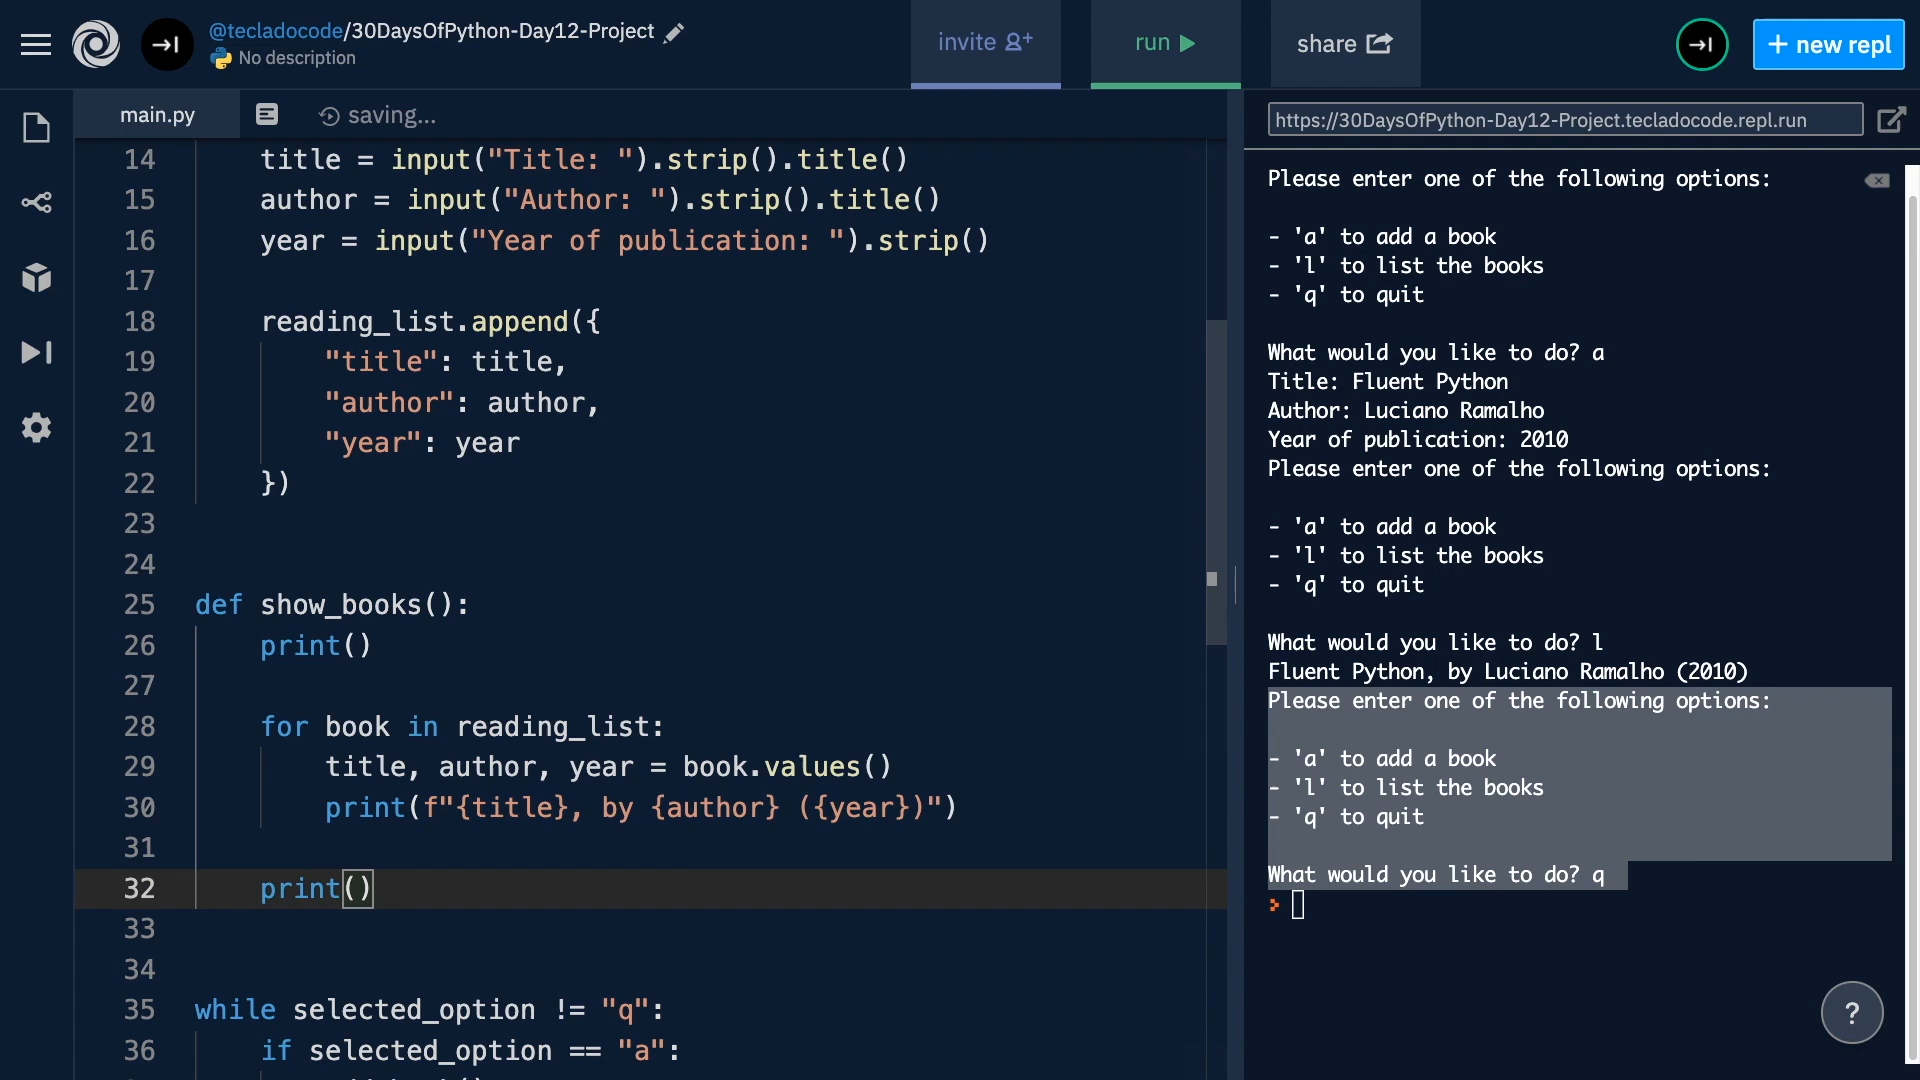 @tecladocode/30DaysOfPython-Day12-Project
No description
invite
run
share
+ new repl
main.py
saving...
https://30DaysOfPython-Day12-Project.tecladocode.repl.run
14 title = input("Title: ").strip().title()
15 author = input("Author: ").strip().title()
16 year = input("Year of publication: ").strip()
17
18 reading_list.append({
19 "title": title,
20 "author": author,
21 "year": year
22 })
23
24
25 def show_books():
26 print()
27
28 for book in reading_list:
29 title, author, year = book.values()
30 print(f"{title}, by {author} ({year})")
31
32 print()
33
34
35 while selected_option != "q":
36 if selected_option == "a":
Please enter one of the following options:
- 'a' to add a book
- 'l' to list the books
- 'q' to quit
What would you like to do? a
Title: Fluent Python
Author: Luciano Ramalho
Year of publication: 2010
Please enter one of the following options:
- 'a' to add a book
- 'l' to list the books
- 'q' to quit
What would you like to do? l
Fluent Python, by Luciano Ramalho (2010)
Please enter one of the following options:
- 'a' to add a book
- 'l' to list the books
- 'q' to quit
What would you like to do? q
?